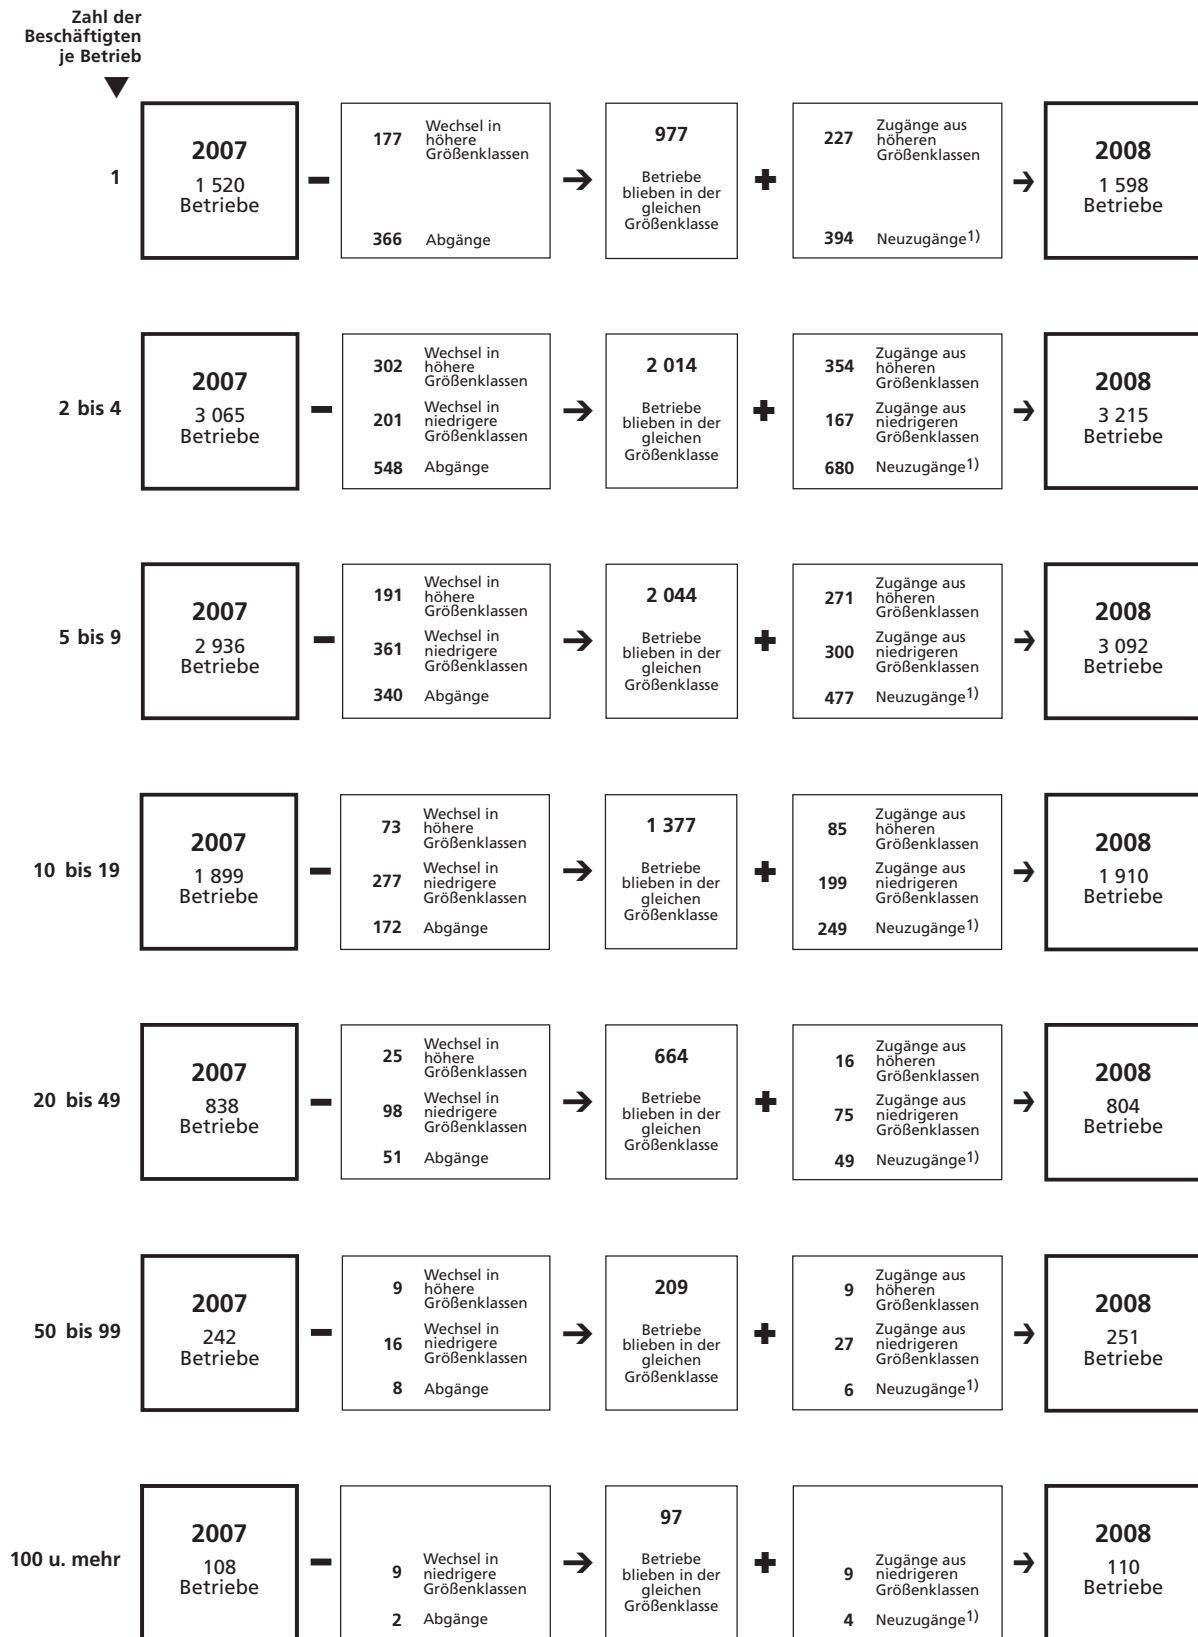 Zahl der
Beschäftigten
je Betrieb
1
2007
1 520
Betriebe
177 Wechsel in
höhere
Größenklassen
366 Abgänge
977
Betriebe
blieben in der
gleichen
Größenklasse
227 Zugänge aus
höheren
Größenklassen
394 Neuzugänge1)
2008
1 598
Betriebe
2 bis 4
2007
3 065
Betriebe
302 Wechsel in
höhere
Größenklassen
201 Wechsel in
niedrigere
Größenklassen
548 Abgänge
2 014
Betriebe
blieben in der
gleichen
Größenklasse
354 Zugänge aus
höheren
Größenklassen
167 Zugänge aus
niedrigeren
Größenklassen
680 Neuzugänge1)
2008
3 215
Betriebe
5 bis 9
2007
2 936
Betriebe
191 Wechsel in
höhere
Größenklassen
361 Wechsel in
niedrigere
Größenklassen
340 Abgänge
2 044
Betriebe
blieben in der
gleichen
Größenklasse
271 Zugänge aus
höheren
Größenklassen
300 Zugänge aus
niedrigeren
Größenklassen
477 Neuzugänge1)
2008
3 092
Betriebe
10 bis 19
2007
1 899
Betriebe
73 Wechsel in
höhere
Größenklassen
277 Wechsel in
niedrigere
Größenklassen
172 Abgänge
1 377
Betriebe
blieben in der
gleichen
Größenklasse
85 Zugänge aus
höheren
Größenklassen
199 Zugänge aus
niedrigeren
Größenklassen
249 Neuzugänge1)
2008
1 910
Betriebe
20 bis 49
2007
838
Betriebe
25 Wechsel in
höhere
Größenklassen
98 Wechsel in
niedrigere
Größenklassen
51 Abgänge
664
Betriebe
blieben in der
gleichen
Größenklasse
16 Zugänge aus
höheren
Größenklassen
75 Zugänge aus
niedrigeren
Größenklassen
49 Neuzugänge1)
2008
804
Betriebe
50 bis 99
2007
242
Betriebe
9 Wechsel in
höhere
Größenklassen
16 Wechsel in
niedrigere
Größenklassen
8 Abgänge
209
Betriebe
blieben in der
gleichen
Größenklasse
9 Zugänge aus
höheren
Größenklassen
27 Zugänge aus
niedrigeren
Größenklassen
6 Neuzugänge1)
2008
251
Betriebe
100 u. mehr
2007
108
Betriebe
9 Wechsel in
niedrigere
Größenklassen
2 Abgänge
97
Betriebe
blieben in der
gleichen
Größenklasse
9 Zugänge aus
niedrigeren
Größenklassen
4 Neuzugänge1)
2008
110
Betriebe